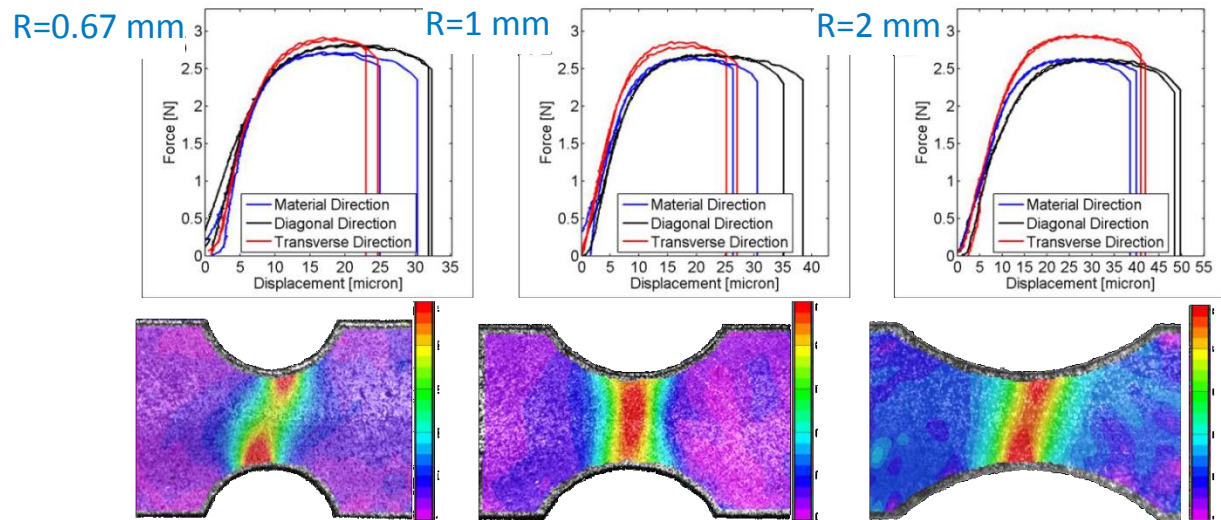 R=0.67 mm
R=1 mm
R=2 mm
3
2.5
2
1.5
1
0.5
0
Force [N]
Material Direction
Diagonal Direction
Transverse Direction
0 5 10 15 20 25 30 35
Displacement [micron]
3
2.5
2
1.5
1
0.5
0
Force [N]
Material Direction
Diagonal Direction
Transverse Direction
0 5 10 15 20 25 30 35 40
Displacement [micron]
3
2.5
2
1.5
1
0.5
0
Force [N]
Material Direction
Diagonal Direction
Transverse Direction
0 5 10 15 20 25 30 35 40 45 50 55
Displacement [micron]